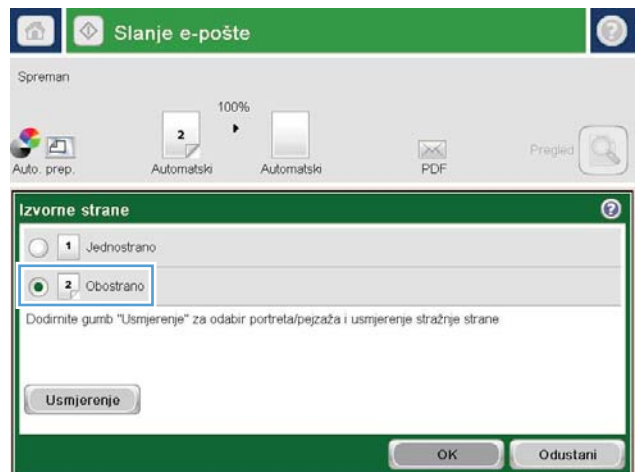 Slanje e-pošte
Spreman
100%
2
Auto. prep.
Automatski
Automatski
PDF
Pregled
Izvorne strane
1 Jednostrano
2 Obostrano
Dodirnite gumb "Usmjerenje" za odabir portreta/pejzaža i usmjerenje stražnje strane
Usmjerenje
OK
Odustani